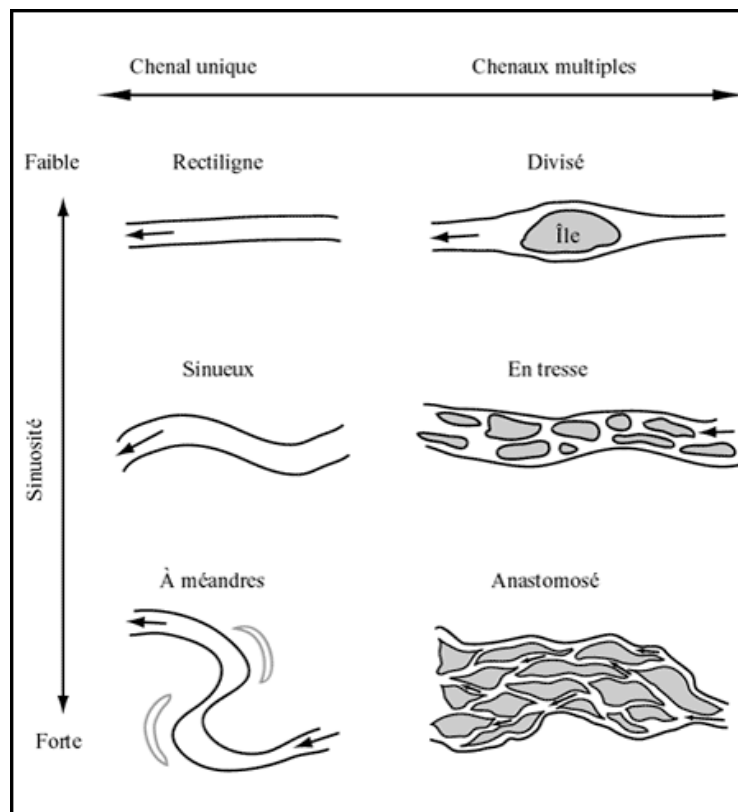 Chenal unique
Chenaux multiples
Faible
Rectiligne
Divisé
Île
Sinueux
En tresse
Sinuosité
À méandres
Anastomosé
Forte